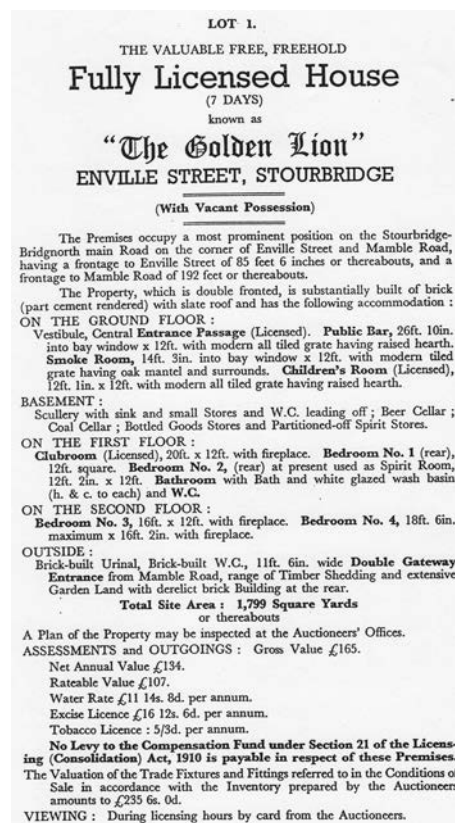 LOT 1.
THE VALUABLE FREE, FREEHOLD
Fully Licensed House
(7 DAYS)
known as
"The Golden Lion"
ENVILLE STREET, STOURBRIDGE
(With Vacant Possession)
The Premises occupy a most prominent position on the Stourbridge-
Bridgnorth main Road on the corner of Enville Street and Mamble Road,
having a frontage to Enville Street of 85 feet 6 inches or thereabouts, and a
frontage to Mamble Road of 192 feet or thereabouts.
The Property, which is double fronted, is substantially built of brick
(part cement rendered) with slate roof and has the following accommodation :
ON THE GROUND FLOOR :
Vestibule, Central Entrance Passage (Licensed). Public Bar, 26ft. 10in.
into bay window x 12ft. with modern all tiled grate having raised hearth.
Smoke Room, 14ft. 3in. into bay window x 12ft. with modern tiled
grate having oak mantel and surrounds. Children's Room (Licensed),
12ft. 1in. x 12ft. with modern all tiled grate having raised hearth.
BASEMENT :
Scullery with sink and small Stores and W.C. leading off ; Beer Cellar ;
Coal Cellar ; Bottled Goods Stores and Partitioned-off Spirit Stores.
ON THE FIRST FLOOR :
Clubroom (Licensed), 20ft. x 12ft. with fireplace. Bedroom No. 1 (rear),
12ft. square. Bedroom No. 2, (rear) at present used as Spirit Room,
12ft. 2in. x 12ft. Bathroom with Bath and white glazed wash basin
(h. & c. to each) and W.C.
ON THE SECOND FLOOR :
Bedroom No. 3, 16ft. x 12ft. with fireplace. Bedroom No. 4, 18ft. 6in.
maximum x 16ft. 2in. with fireplace.
OUTSIDE :
Brick-built Urinal, Brick-built W.C., 11ft. 6in. wide Double Gateway
Entrance from Mamble Road, range of Timber Shedding and extensive
Garden Land with derelict brick Building at the rear.
Total Site Area : 1,799 Square Yards
or thereabouts
A Plan of the Property may be inspected at the Auctioneers' Offices.
ASSESSMENTS and OUTGOINGS : Gross Value £165.
Net Annual Value £134.
Rateable Value £107.
Water Rate £11 14s. 8d. per annum.
Excise Licence £16 12s. 6d. per annum.
Tobacco Licence : 5/3d. per annum.
No Levy to the Compensation Fund under Section 21 of the Licens-
ing (Consolidation) Act, 1910 is payable in respect of these Premises.
The Valuation of the Trade Fixtures and Fittings referred to in the Conditions of
Sale in accordance with the Inventory prepared by the Auctioneers
amounts to £235 6s. 0d.
VIEWING : During licensing hours by card from the Auctioneers.